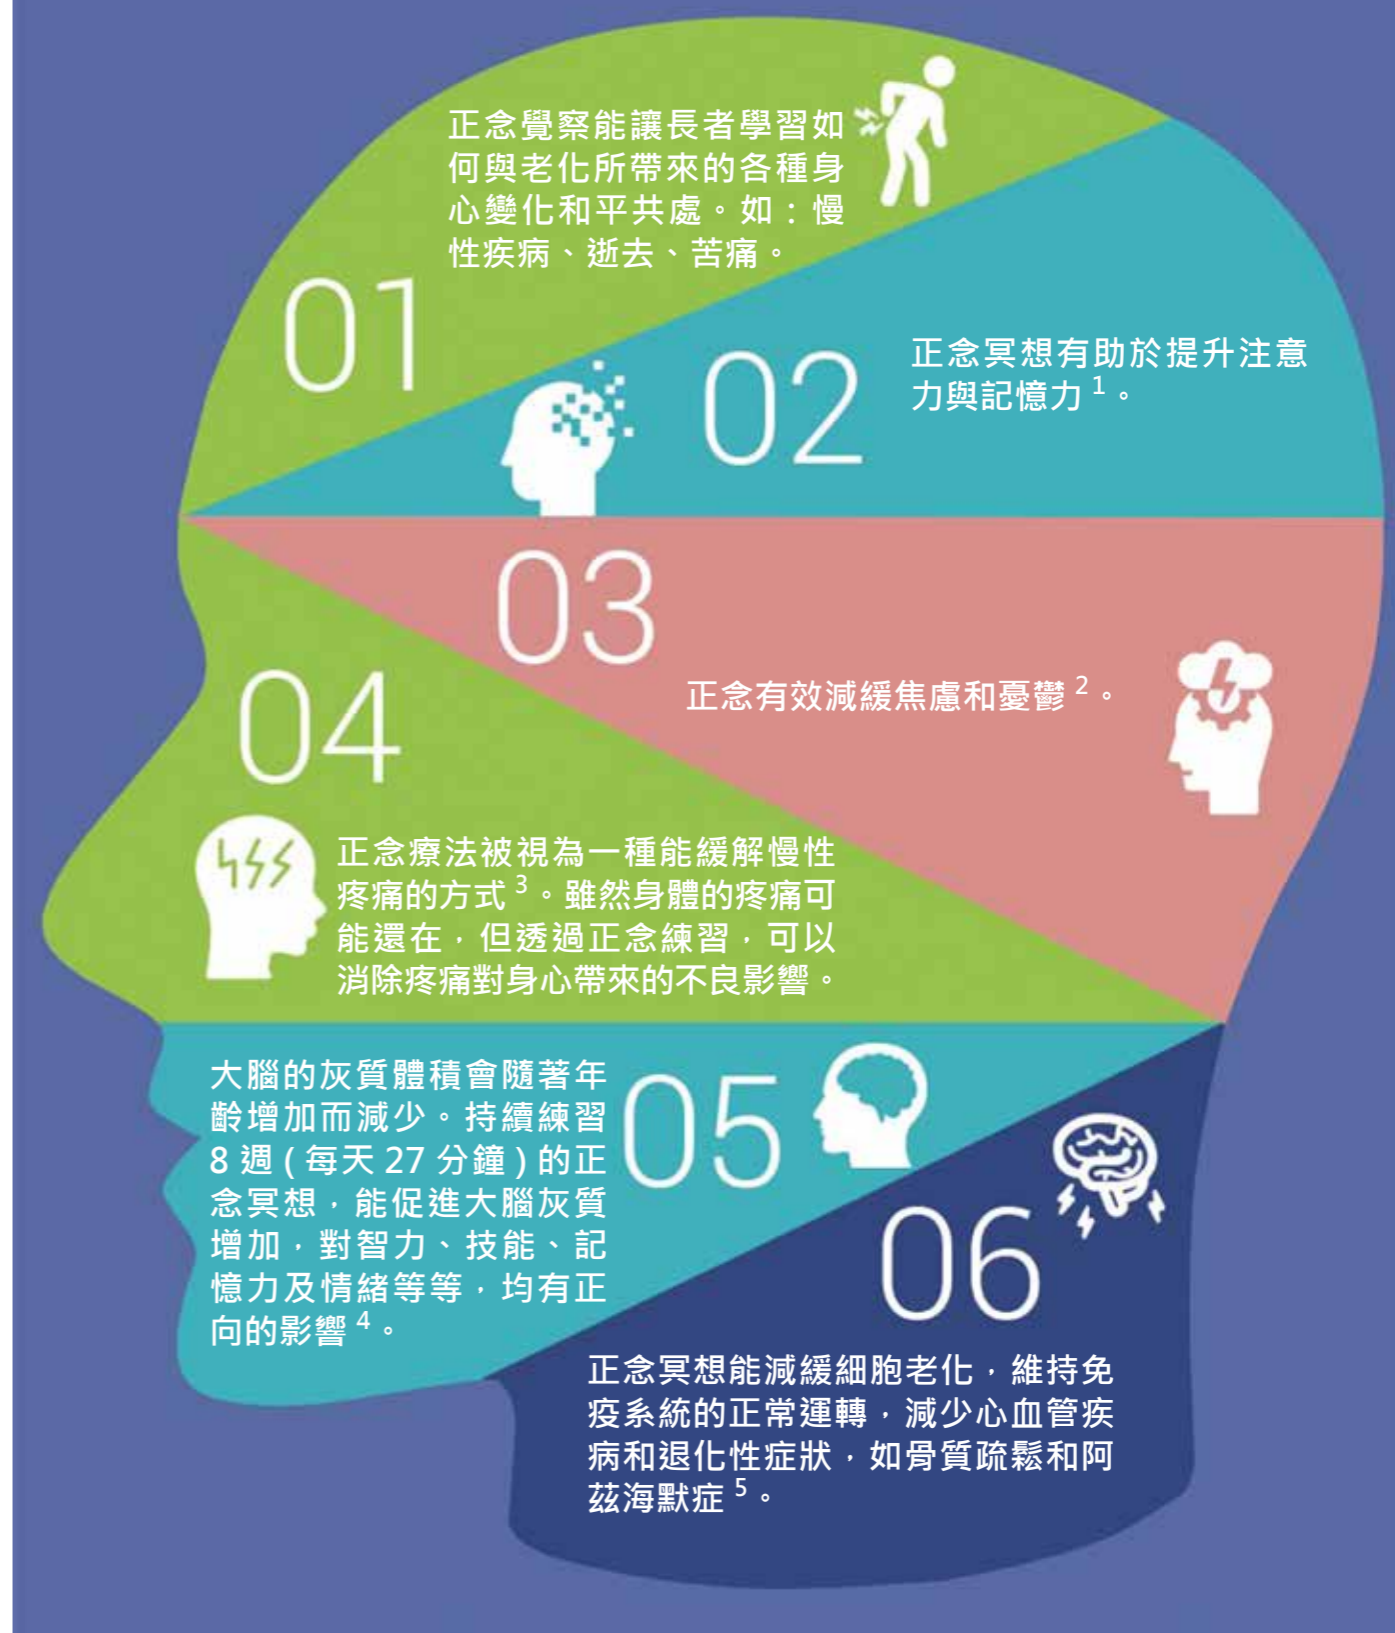 正念覺察能讓長者學習如
何與老化所帶來的各種身
心變化和平共處。如：慢
性疾病、逝去、苦痛。
01
02
正念冥想有助於提升注意
力與記憶力 1。
03
正念有效減緩焦慮和憂鬱 2。
04
正念療法被視為一種能緩解慢性
疼痛的方式 3。雖然身體的疼痛可
能還在，但透過正念練習，可以
消除疼痛對身心帶來的不良影響。
大腦的灰質體積會隨著年
齡增加而減少。持續練習
8 週 ( 每天 27 分鐘 ) 的正
念冥想，能促進大腦灰質
增加，對智力、技能、記
憶力及情緒等等，均有正
向的影響 4。
05
06
正念冥想能減緩細胞老化，維持免
疫系統的正常運轉，減少心血管疾
病和退化性症狀，如骨質疏鬆和阿
茲海默症 5。